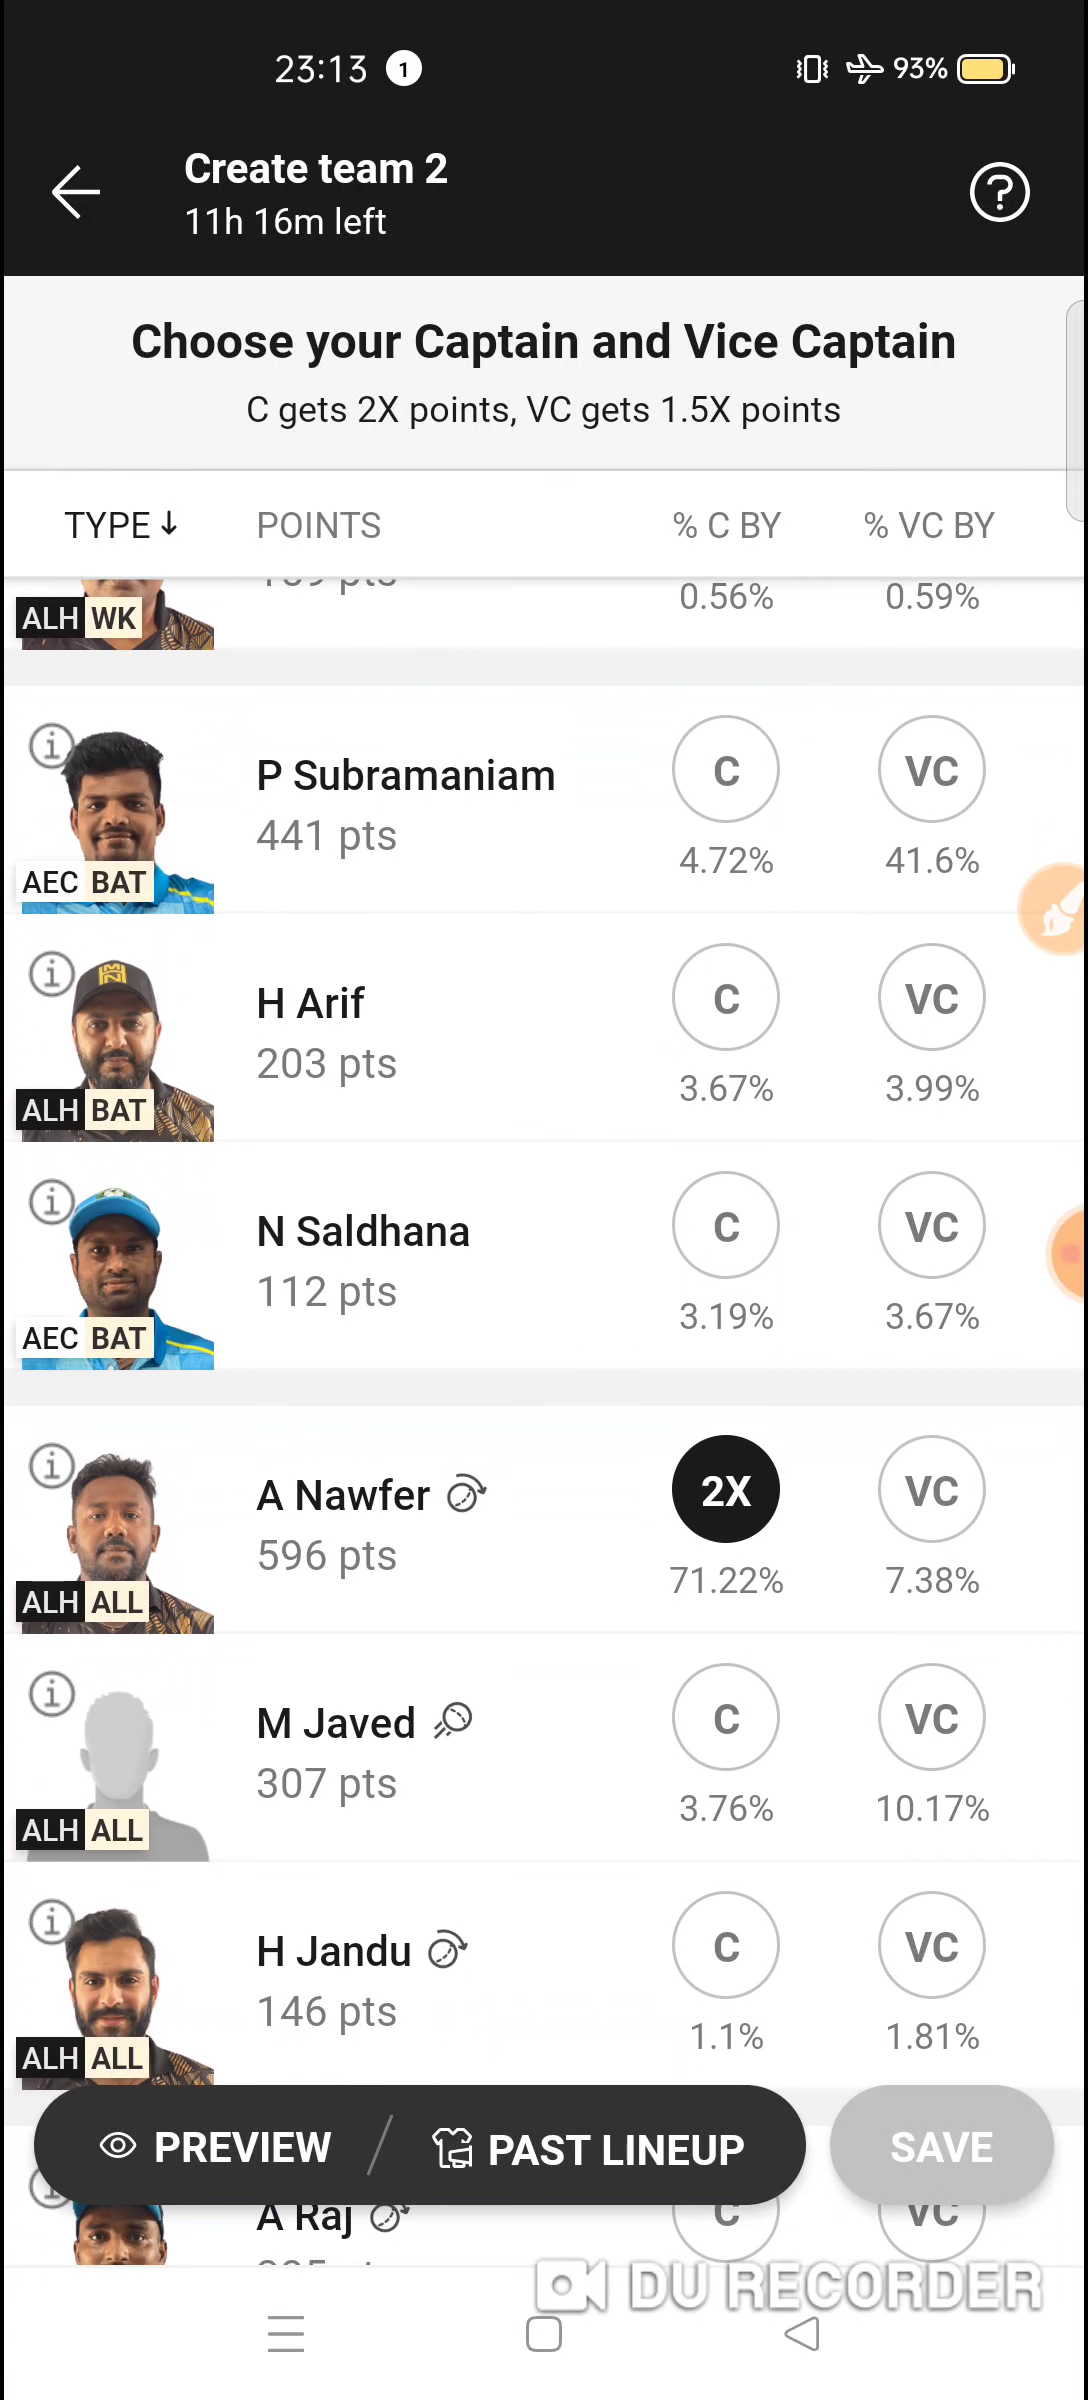 23:13 1 93%
Create team 2
11h 16m left
Choose your Captain and Vice Captain
C gets 2X points, VC gets 1.5X points
TYPE POINTS % C BY % VC BY
pts 0.56% 0.59%
ALH WK
P Subramaniam C VC
441 pts 4.72% 41.6%
AEC BAT
H Arif C VC
203 pts 3.67% 3.99%
ALH BAT
N Saldhana C VC
112 pts 3.19% 3.67%
AEC BAT
A Nawfer 2X VC
596 pts 71.22% 7.38%
ALH ALL
M Javed C VC
307 pts 3.76% 10.17%
ALH ALL
H Jandu C VC
146 pts 1.1% 1.81%
ALH ALL
PREVIEW PAST LINEUP SAVE
A Raj C VC
DU RECORDER